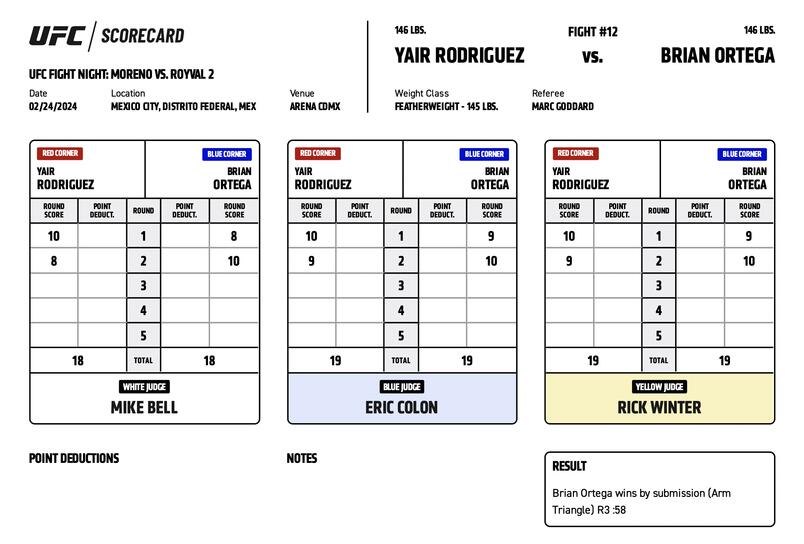 UFC / SCORECARD
UFC FIGHT NIGHT: MORENO VS. ROYVAL 2
Date Location Venue
02/24/2024 MEXICO CITY, DISTRITO FEDERAL, MEX ARENA CDMX
146 LBS. FIGHT #12 146 LBS.
YAIR RODRIGUEZ VS. BRIAN ORTEGA
Weight Class Referee
FEATHERWEIGHT - 145 LBS. MARC GODDARD
RED CORNER BLUE CORNER
YAIR BRIAN
RODRIGUEZ ORTEGA
ROUND POINT ROUND POINT ROUND
SCORE DEDUCT. DEDUCT. SCORE
10 1 8
8 2 10
3
4
5
18 TOTAL 18
WHITE JUDGE
MIKE BELL
RED CORNER BLUE CORNER
YAIR BRIAN
RODRIGUEZ ORTEGA
ROUND POINT ROUND POINT ROUND
SCORE DEDUCT. DEDUCT. SCORE
10 1 9
9 2 10
3
4
5
19 TOTAL 19
BLUE JUDGE
ERIC COLON
RED CORNER BLUE CORNER
YAIR BRIAN
RODRIGUEZ ORTEGA
ROUND POINT ROUND POINT ROUND
SCORE DEDUCT. DEDUCT. SCORE
10 1 9
9 2 10
3
4
5
19 TOTAL 19
YELLOW JUDGE
RICK WINTER
POINT DEDUCTIONS
NOTES
RESULT
Brian Ortega wins by submission (Arm
Triangle) R3 :58